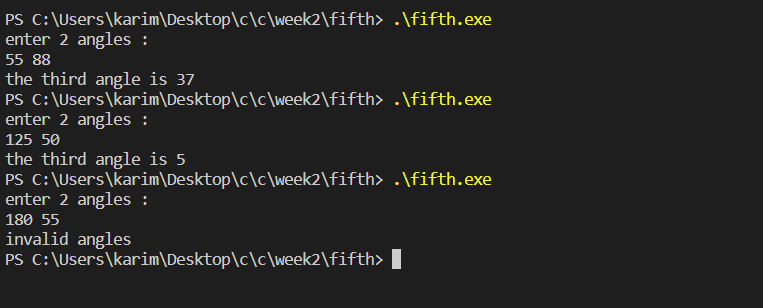 PS C:\Users\karim\Desktop\c\c\week2\fifth> .\fifth.exe
enter 2 angles :
55 88
the third angle is 37
PS C:\Users\karim\Desktop\c\c\week2\fifth> .\fifth.exe
enter 2 angles :
125 50
the third angle is 5
PS C:\Users\karim\Desktop\c\c\week2\fifth> .\fifth.exe
enter 2 angles :
180 55
invalid angles
PS C:\Users\karim\Desktop\c\c\week2\fifth>